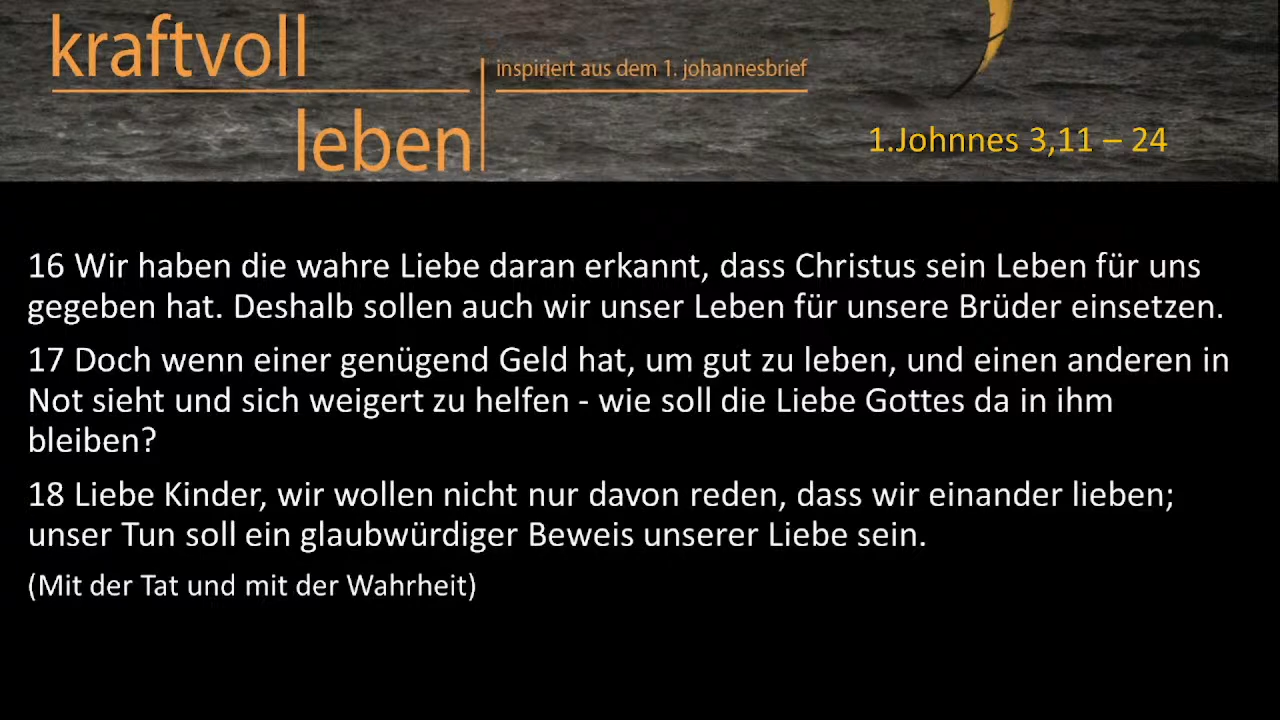 kraftvoll
leben
inspiriert aus dem 1. johannesbrief
1.Johnnes 3,11 – 24
16 Wir haben die wahre Liebe daran erkannt, dass Christus sein Leben für uns
gegeben hat. Deshalb sollen auch wir unser Leben für unsere Brüder einsetzen.
17 Doch wenn einer genügend Geld hat, um gut zu leben, und einen anderen in
Not sieht und sich weigert zu helfen - wie soll die Liebe Gottes da in ihm
bleiben?
18 Liebe Kinder, wir wollen nicht nur davon reden, dass wir einander lieben;
unser Tun soll ein glaubwürdiger Beweis unserer Liebe sein.
(Mit der Tat und mit der Wahrheit)